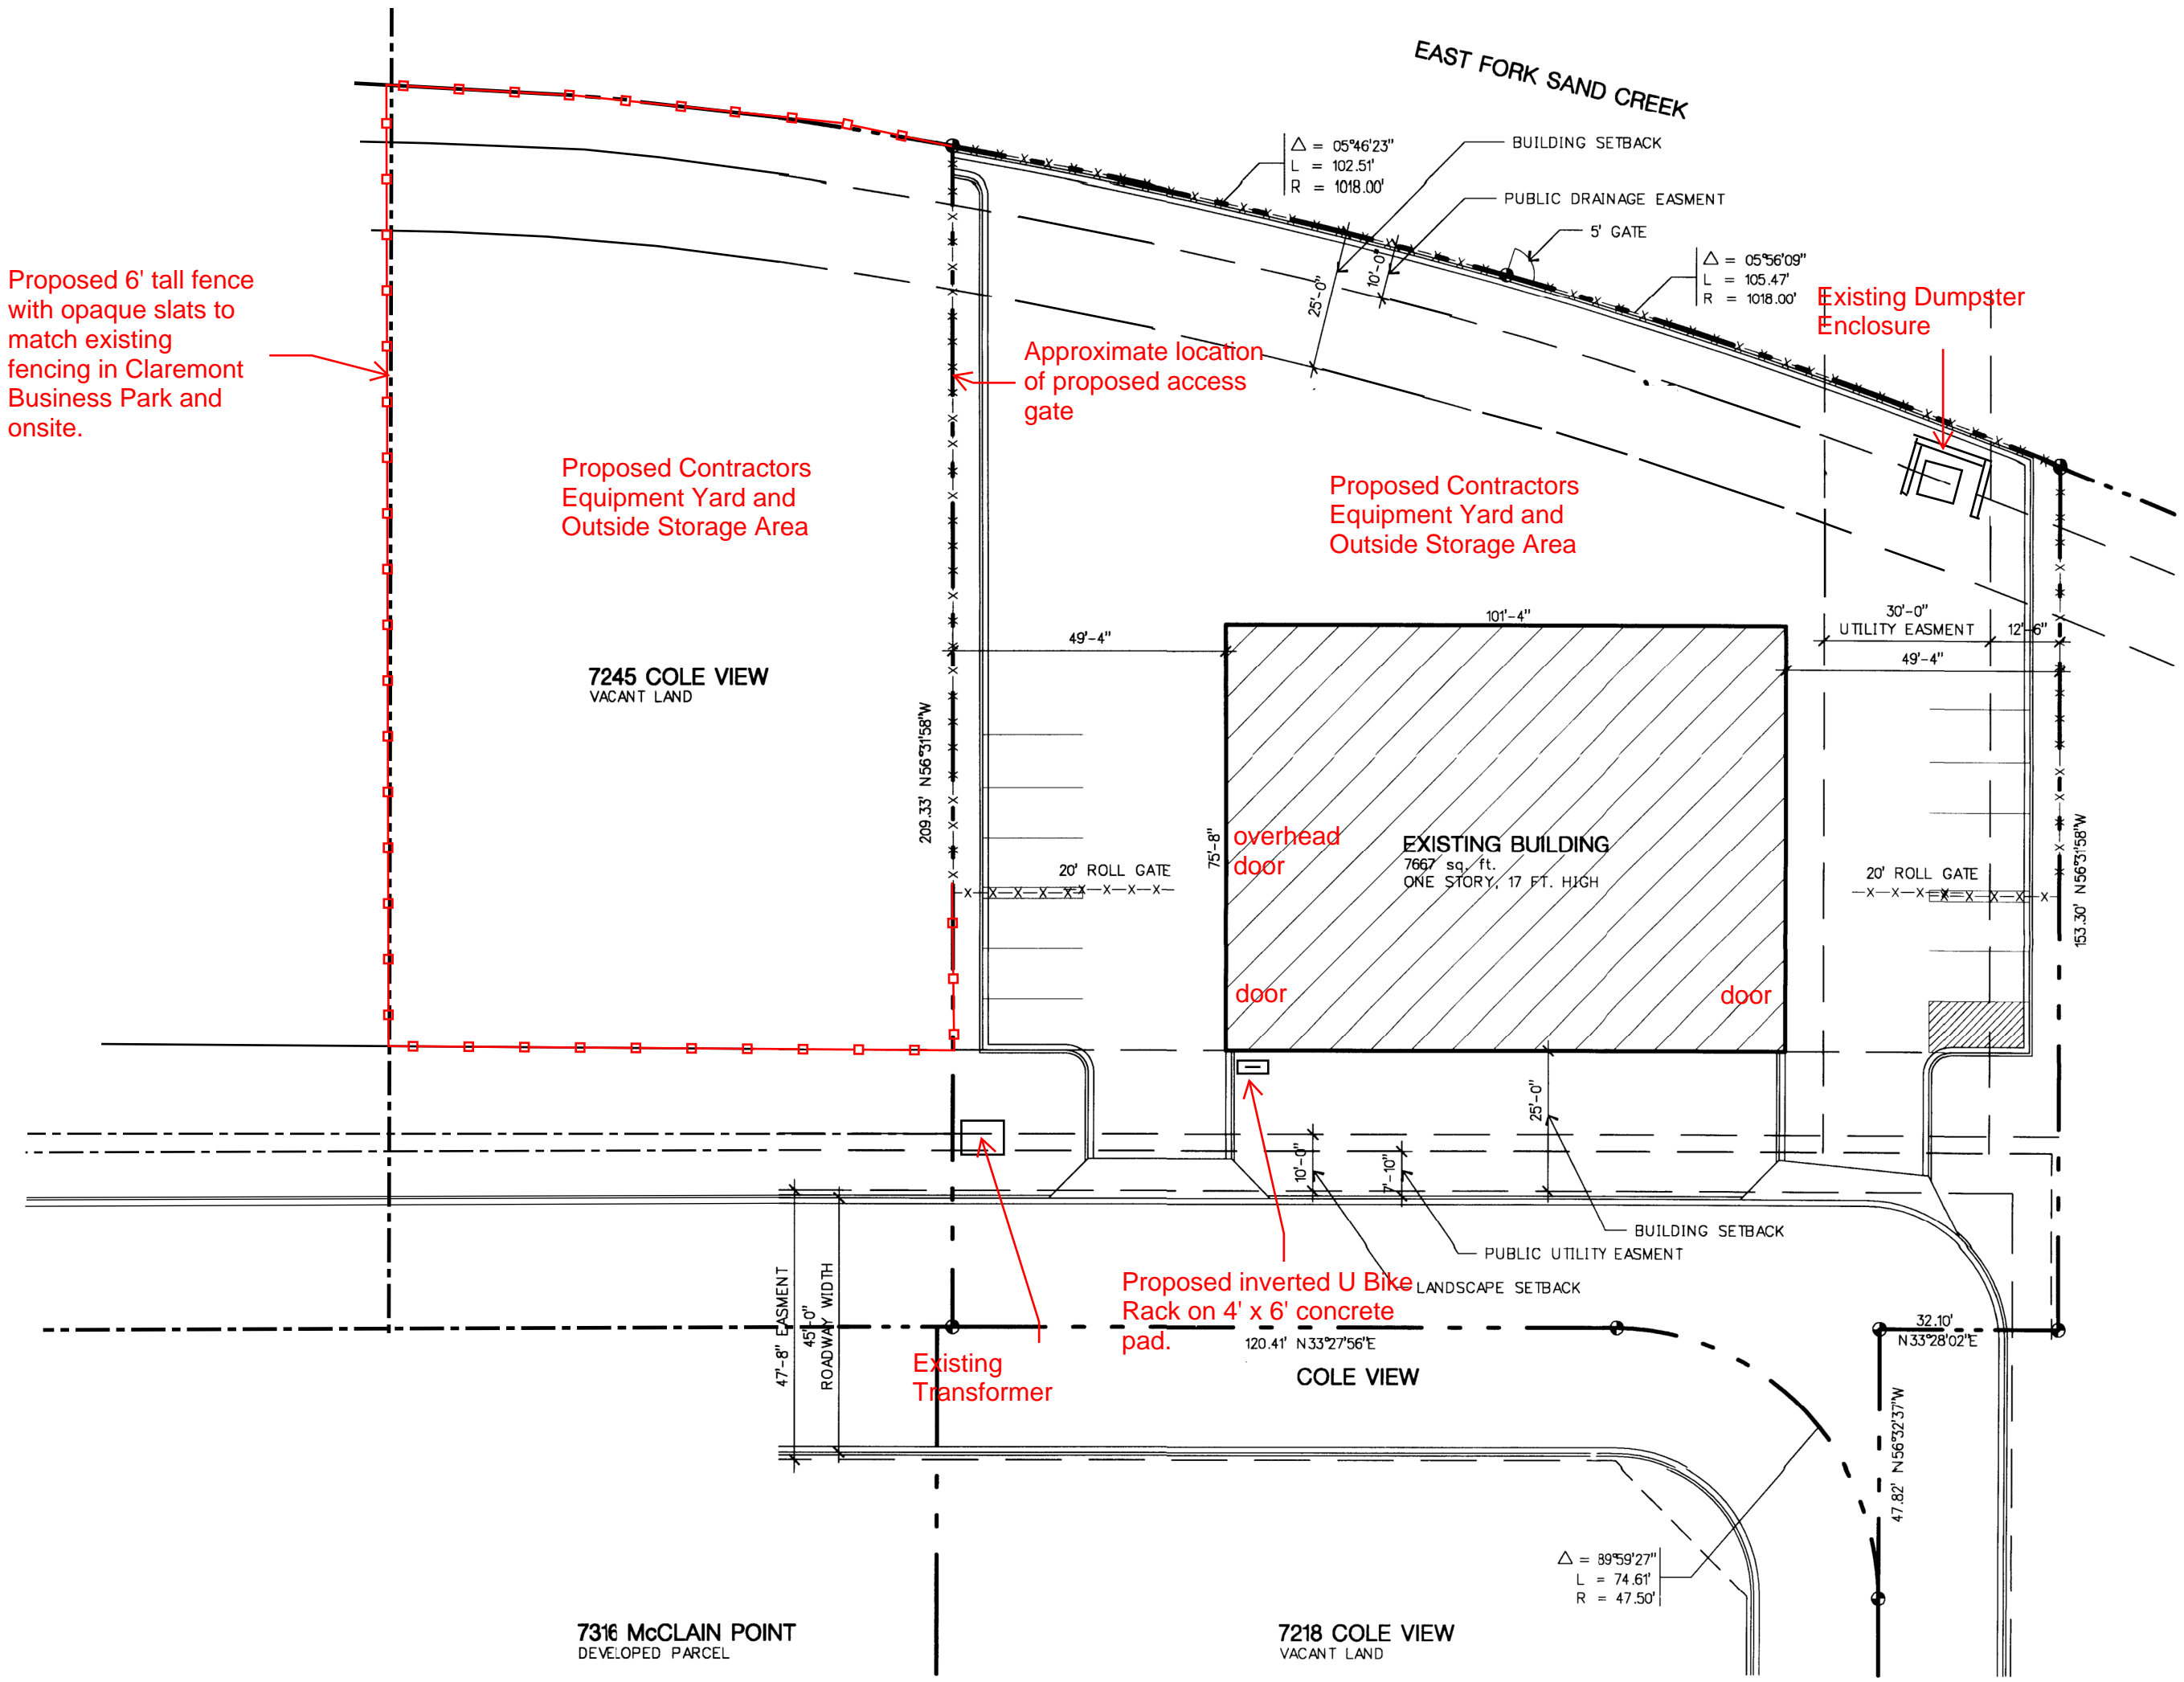 EAST FORK SAND CREEK
△ = 05°46'23"
L = 102.51'
R = 1018.00'
BUILDING SETBACK
PUBLIC DRAINAGE EASMENT
5' GATE
△ = 05°56'09"
L = 105.47'
R = 1018.00'
25'-0"
10'-0"
Existing Dumpster
Enclosure
Proposed 6' tall fence
with opaque slats to
match existing
fencing in Claremont
Business Park and
onsite.
Approximate location
of proposed access
gate
Proposed Contractors
Equipment Yard and
Outside Storage Area
Proposed Contractors
Equipment Yard and
Outside Storage Area
101'-4"
49'-4"
30'-0"
UTILITY EASMENT
12'-6"
49'-4"
7245 COLE VIEW
VACANT LAND
209.33' N56°31'58"W
75'-8"
overhead
door
EXISTING BUILDING
7667 sq. ft.
ONE STORY, 17 FT. HIGH
20' ROLL GATE
20' ROLL GATE
153.30' N56°31'58"W
door
door
25'-0"
10'-0"
7'-10"
BUILDING SETBACK
PUBLIC UTILITY EASMENT
LANDSCAPE SETBACK
47'-8" EASMENT
45'-0"
ROADWAY WIDTH
Proposed inverted U Bike
Rack on 4' x 6' concrete
pad.
Existing
Transformer
120.41' N33°27'56"E
COLE VIEW
32.10'
N33°28'02"E
47.82' N56°32'37"W
△ = 89°59'27"
L = 74.61'
R = 47.50'
7316 McCLAIN POINT
DEVELOPED PARCEL
7218 COLE VIEW
VACANT LAND